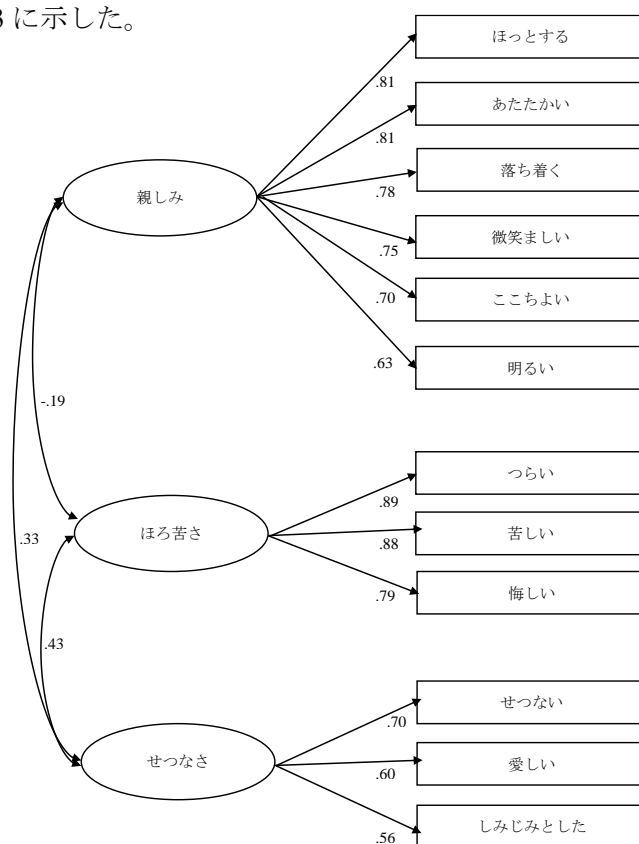 3 に示した。
ほっとする
.81
あたたかい
.81
落ち着く
.78
親しみ
微笑ましい
.75
ここちよい
.70
明るい
.63
-.19
つらい
.89
ほろ苦さ
苦しい
.88
.33
悔しい
.79
.43
せつない
.70
せつなさ
愛しい
.60
しみじみとした
.56